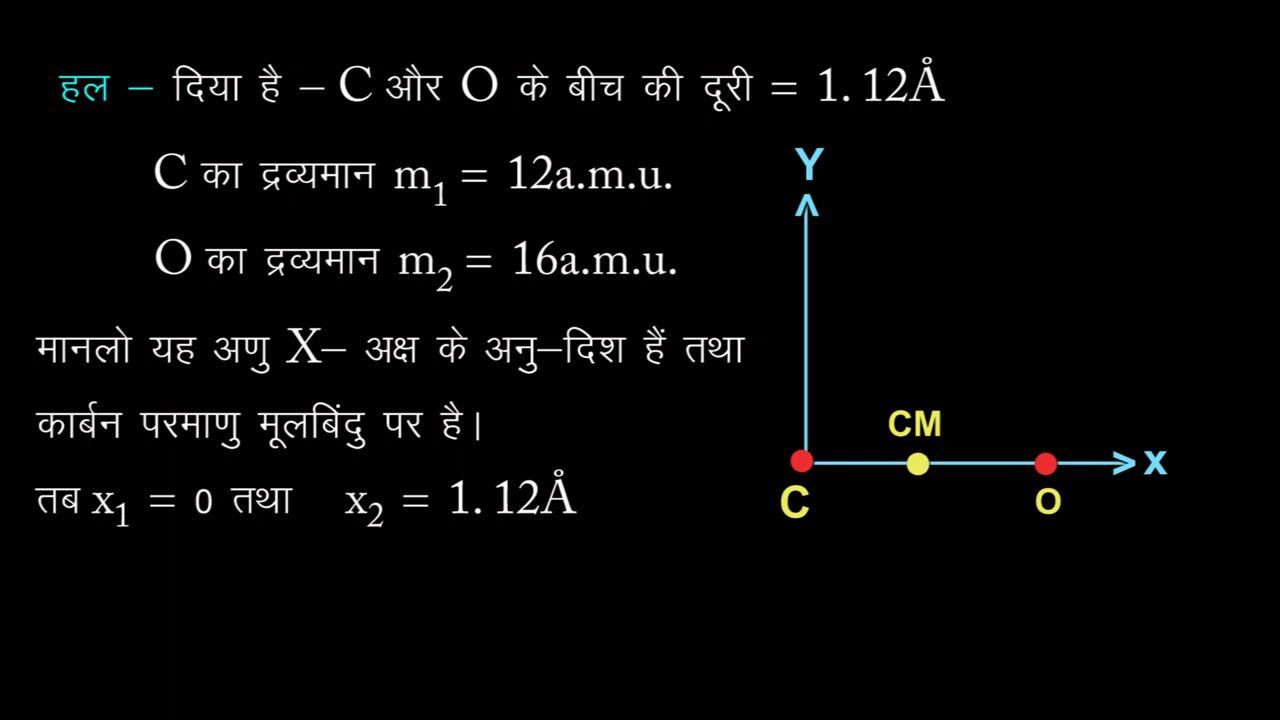 हल – दिया है – C और O के बीच की दूरी = 1.12Å
C का द्रव्यमान m₁ = 12a.m.u.
O का द्रव्यमान m₂ = 16a.m.u.
मानलो यह अणु X– अक्ष के अनु–दिश हैं तथा
कार्बन परमाणु मूलबिंदु पर है।
तब x₁ = 0 तथा x₂ = 1.12Å
Y
CM
X
C
O